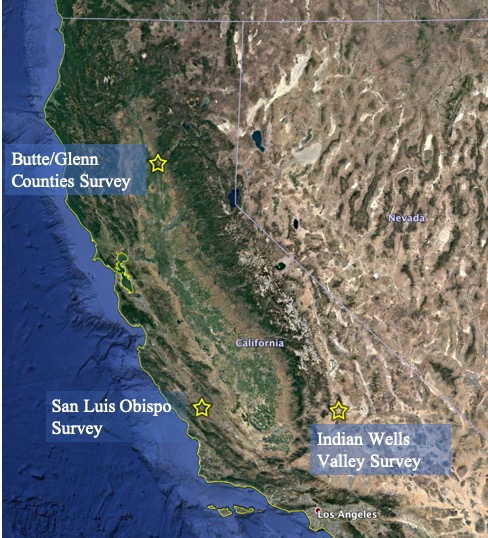 Butte/Glenn
Counties Survey
Nevada
California
San Luis Obispo
Survey
Indian Wells
Valley Survey
Los Angeles